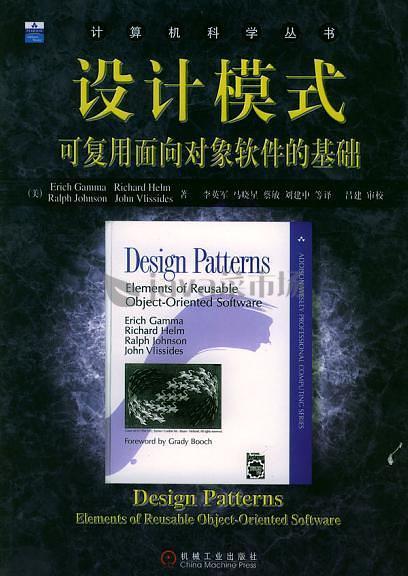 计算机科学丛书
设计模式
可复用面向对象软件的基础
(美) Erich Gamma Richard Helm
Ralph Johnson John Vlissides 著
李英军 马晓星 蔡敏 刘建中 等译 吕建 审校
Design Patterns
Elements of Reusable
Object-Oriented Software
Erich Gamma
Richard Helm
Ralph Johnson
John Vlissides
Foreword by Grady Booch
ADDISON-WESLEY PROFESSIONAL COMPUTING SERIES
Design Patterns
Elements of Reusable Object-Oriented Software
机械工业出版社
China Machine Press